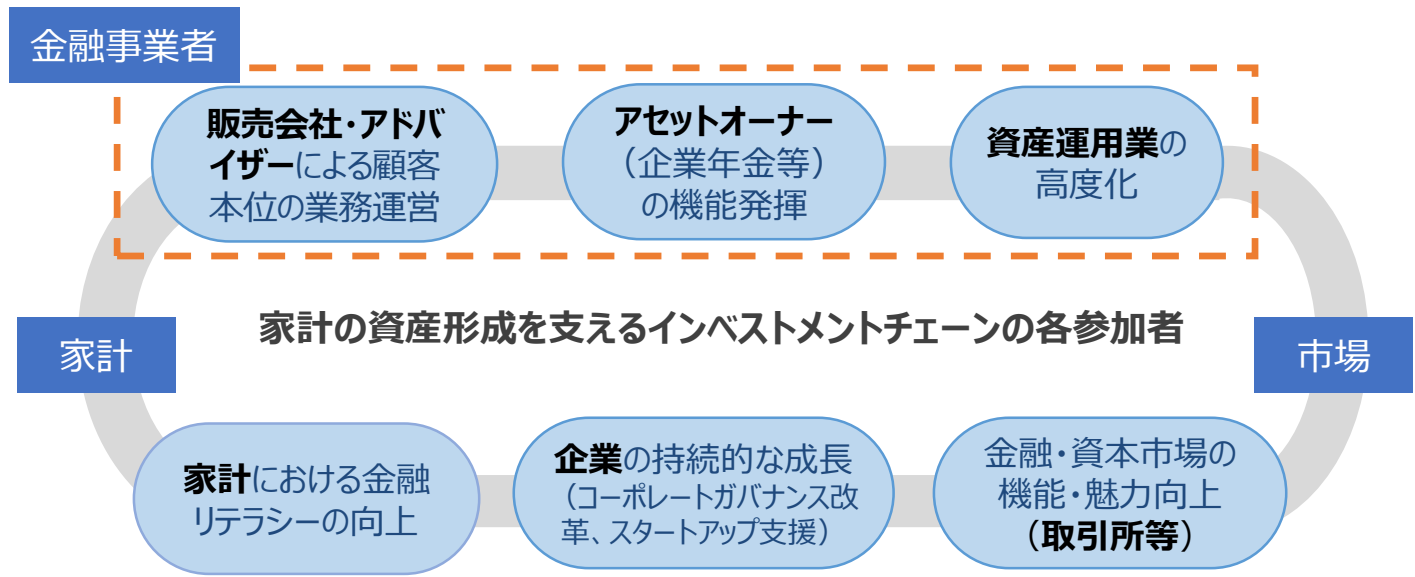 金融事業者
販売会社・アドバ
イザーによる顧客
本位の業務運営
アセットオーナー
（企業年金等）
の機能発揮
資産運用業の
高度化
家計の資産形成を支えるインベストメントチェーンの各参加者
家計
市場
家計における金融
リテラシーの向上
企業の持続的な成長
（コーポレートガバナンス改
革、スタートアップ支援）
金融・資本市場の
機能・魅力向上
（取引所等）